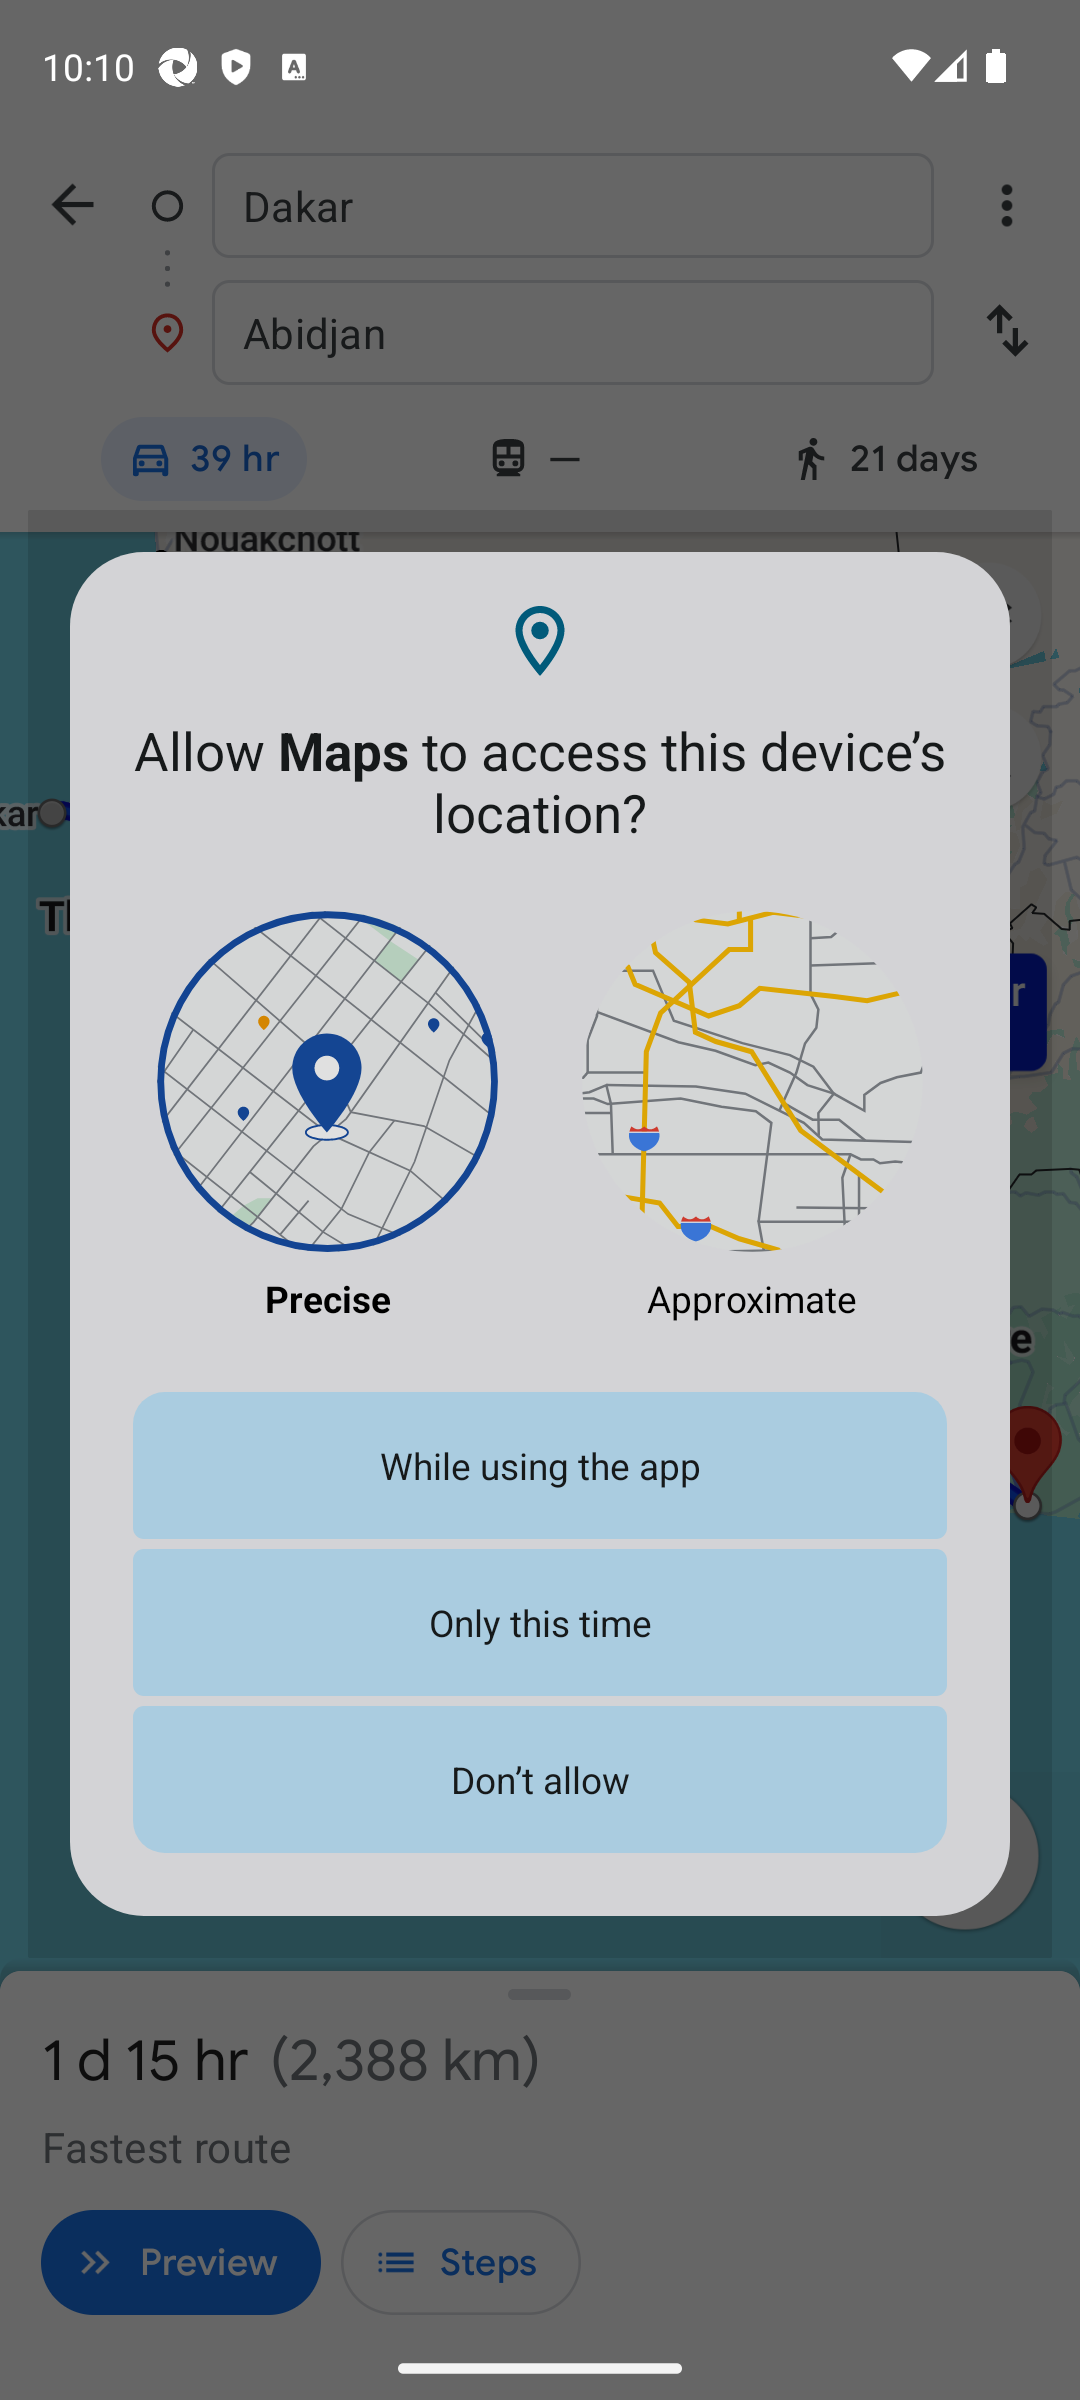 10:10
Dakar
Abidjan
39 hr
—
21 days
Nouakchott
Allow Maps to access this device’s
location?
Precise
Approximate
While using the app
Only this time
Don’t allow
1 d 15 hr (2,388 km)
Fastest route
Preview
Steps